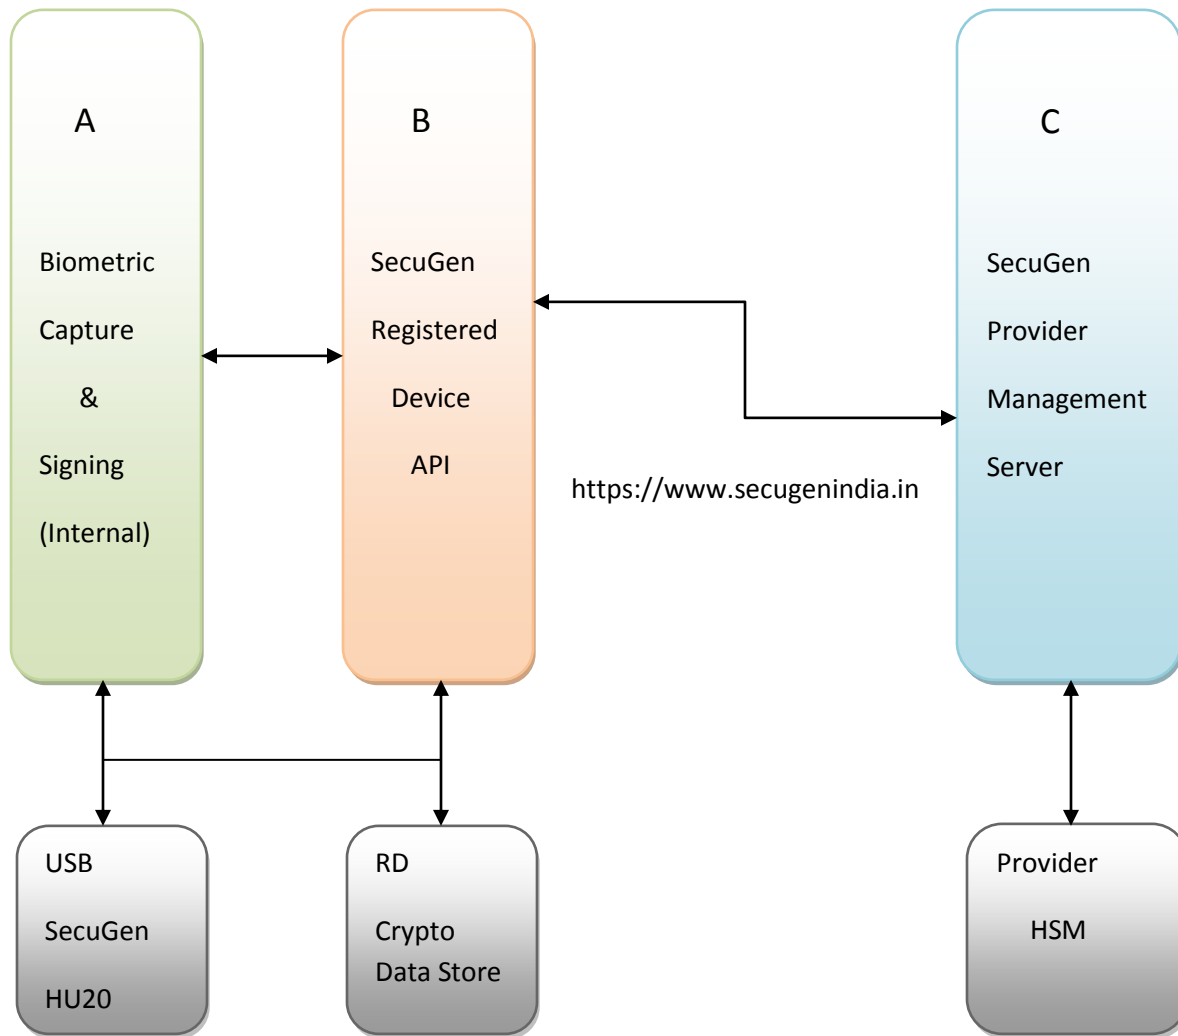 A
Biometric
Capture
&
Signing
(Internal)
B
SecuGen
Registered
Device
API
https://www.secugenindia.in
C
SecuGen
Provider
Management
Server
USB
SecuGen
HU20
RD
Crypto
Data Store
Provider
HSM